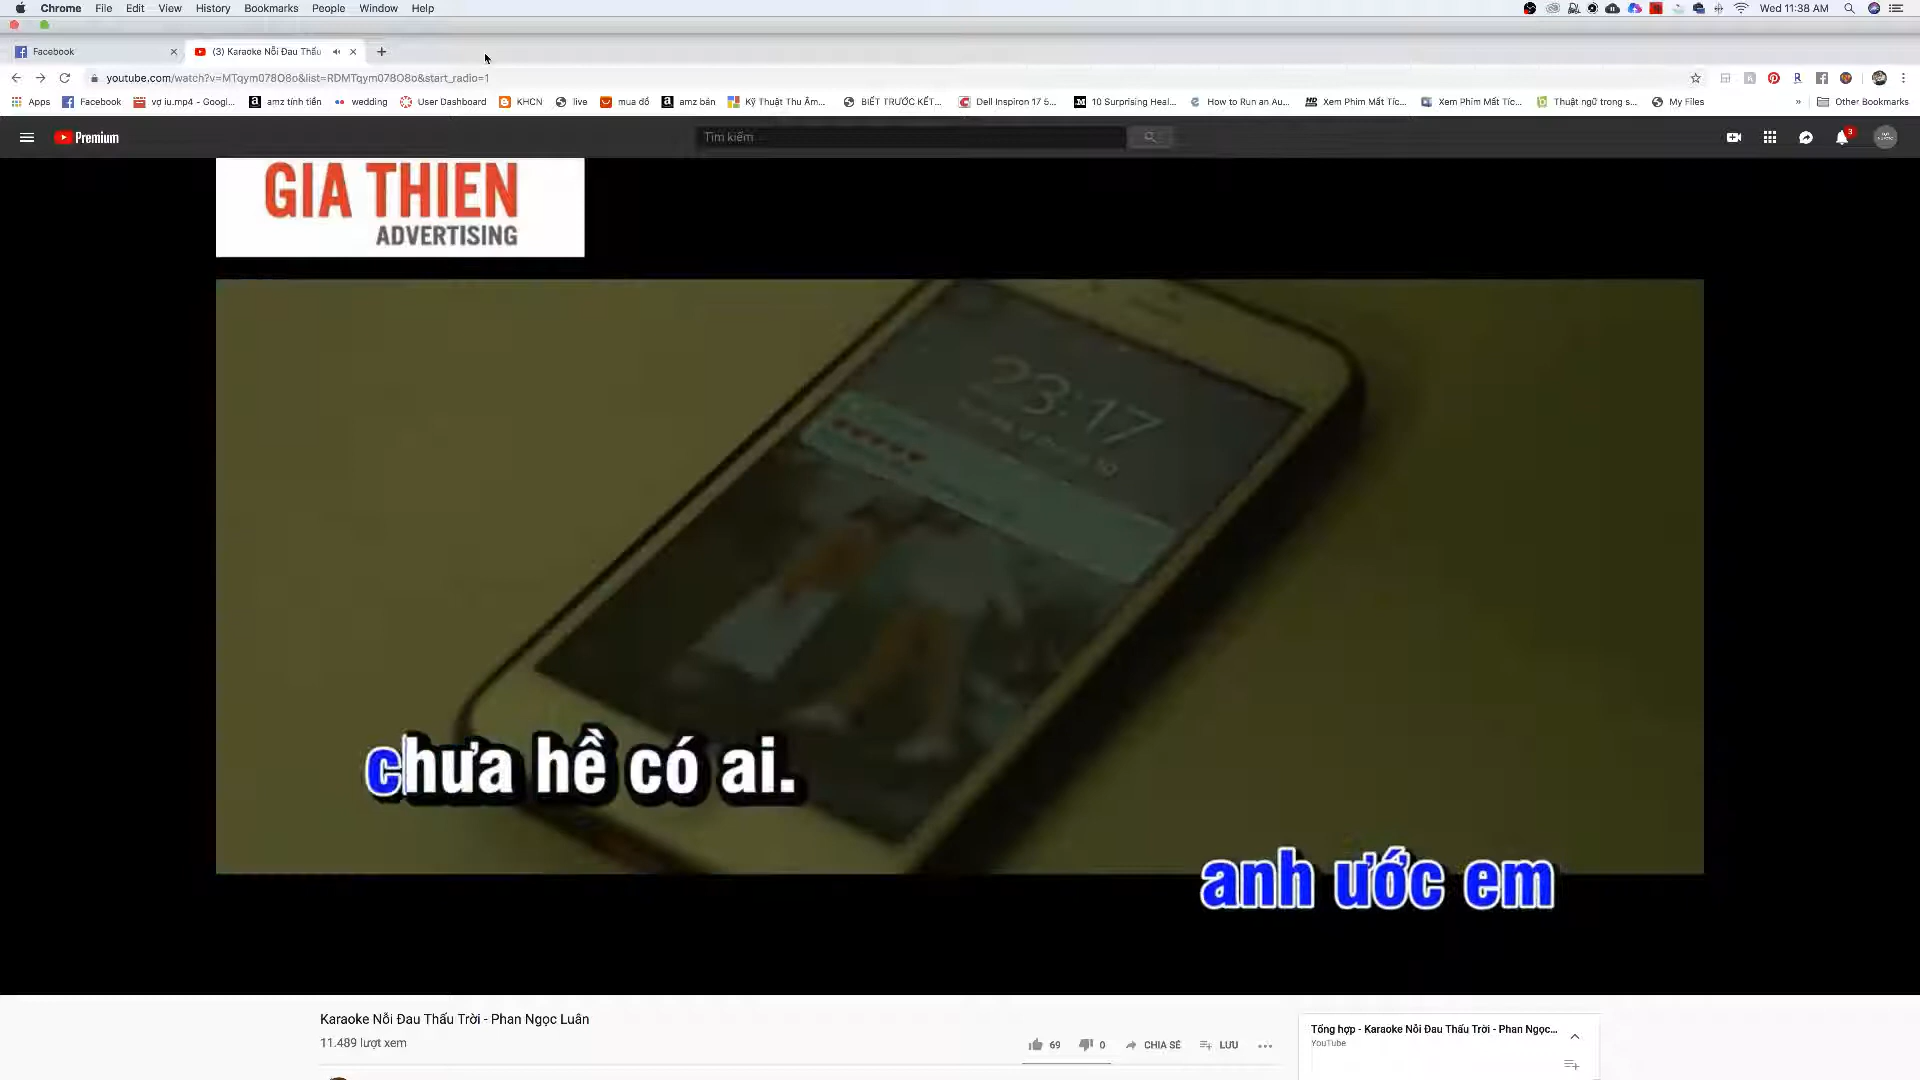 Chrome File Edit View History Bookmarks People Window Help
Wed 11:38 AM
Facebook
(3) Karaoke Nỗi Đau Thấu
youtube.com/watch?v=MTqym078O8o&list=RDMTqym078O8o&start_radio=1
Apps Facebook vợ iu.mp4 - Googl... amz tính tiền wedding User Dashboard KHCN live mua đồ amz bán Kỹ Thuật Thu Âm... BIẾT TRƯỚC KẾT... Dell Inspiron 17 5... 10 Surprising Heal... How to Run an Au... Xem Phim Mất Tíc... Xem Phim Mất Tíc... Thuật ngữ trong s... My Files » Other Bookmarks
Premium
Tìm kiếm
3
GIA THIEN
ADVERTISING
23:17
chưa hề có ai.
anh ước em
Karaoke Nỗi Đau Thấu Trời - Phan Ngọc Luân
11.489 lượt xem
69 0 CHIA SẺ LƯU
Tổng hợp - Karaoke Nỗi Đau Thấu Trời - Phan Ngọc...
YouTube